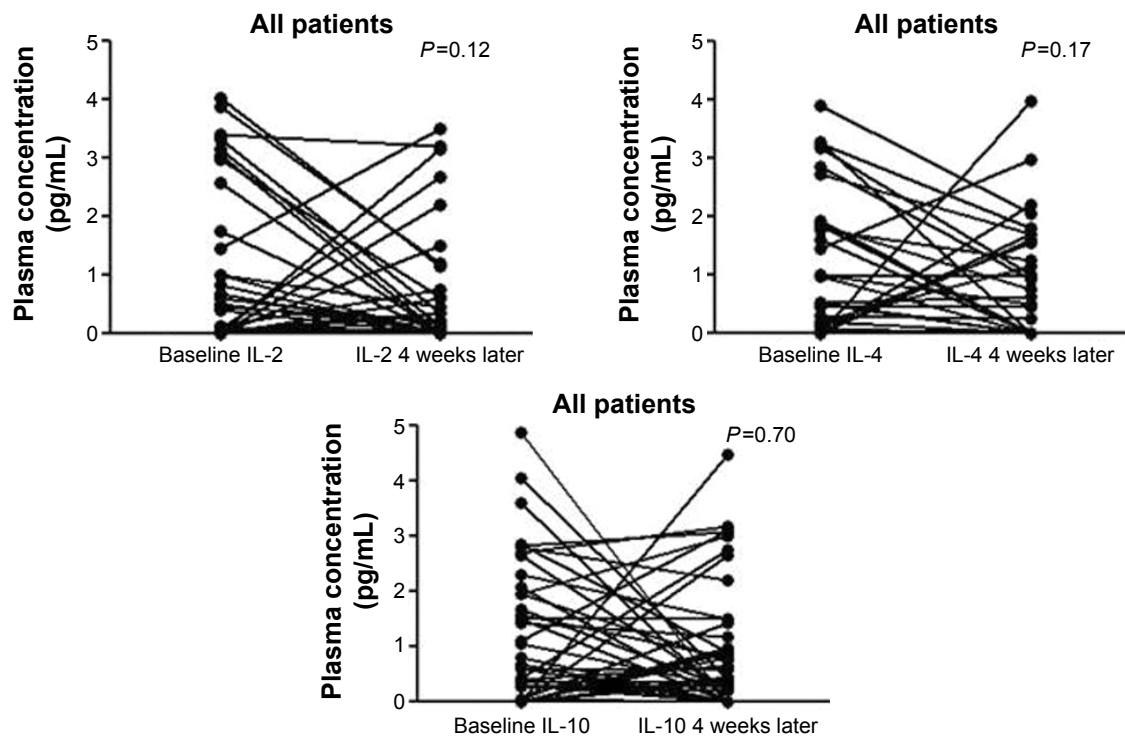 All patients
P=0.12
Plasma concentration
(pg/mL)
5
4
3
2
1
0
Baseline IL-2
IL-2 4 weeks later
All patients
P=0.17
Plasma concentration
(pg/mL)
5
4
3
2
1
0
Baseline IL-4
IL-4 4 weeks later
All patients
P=0.70
Plasma concentration
(pg/mL)
5
4
3
2
1
0
Baseline IL-10
IL-10 4 weeks later